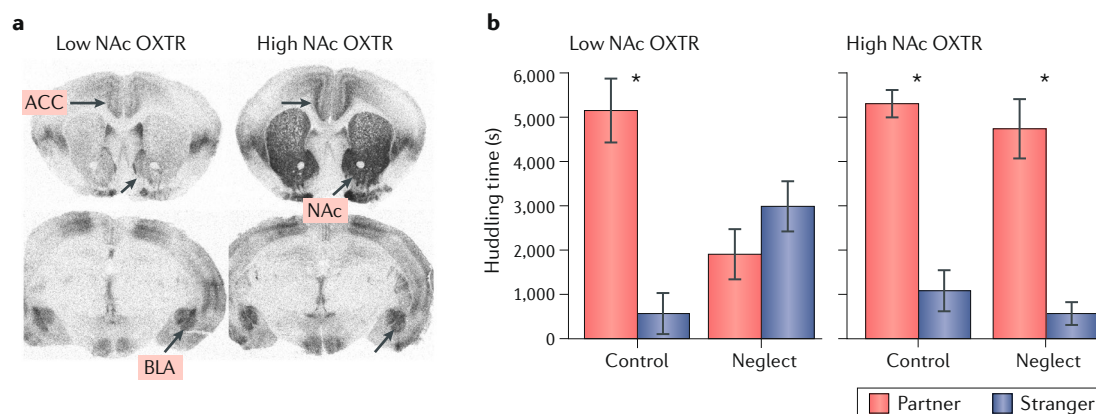 a
Low NAc OXTR
High NAc OXTR
ACC
NAc
BLA
b
Low NAc OXTR
High NAc OXTR
Huddling time (s)
6,000
5,000
4,000
3,000
2,000
1,000
0
*
*
*
Control
Neglect
Control
Neglect
Partner
Stranger